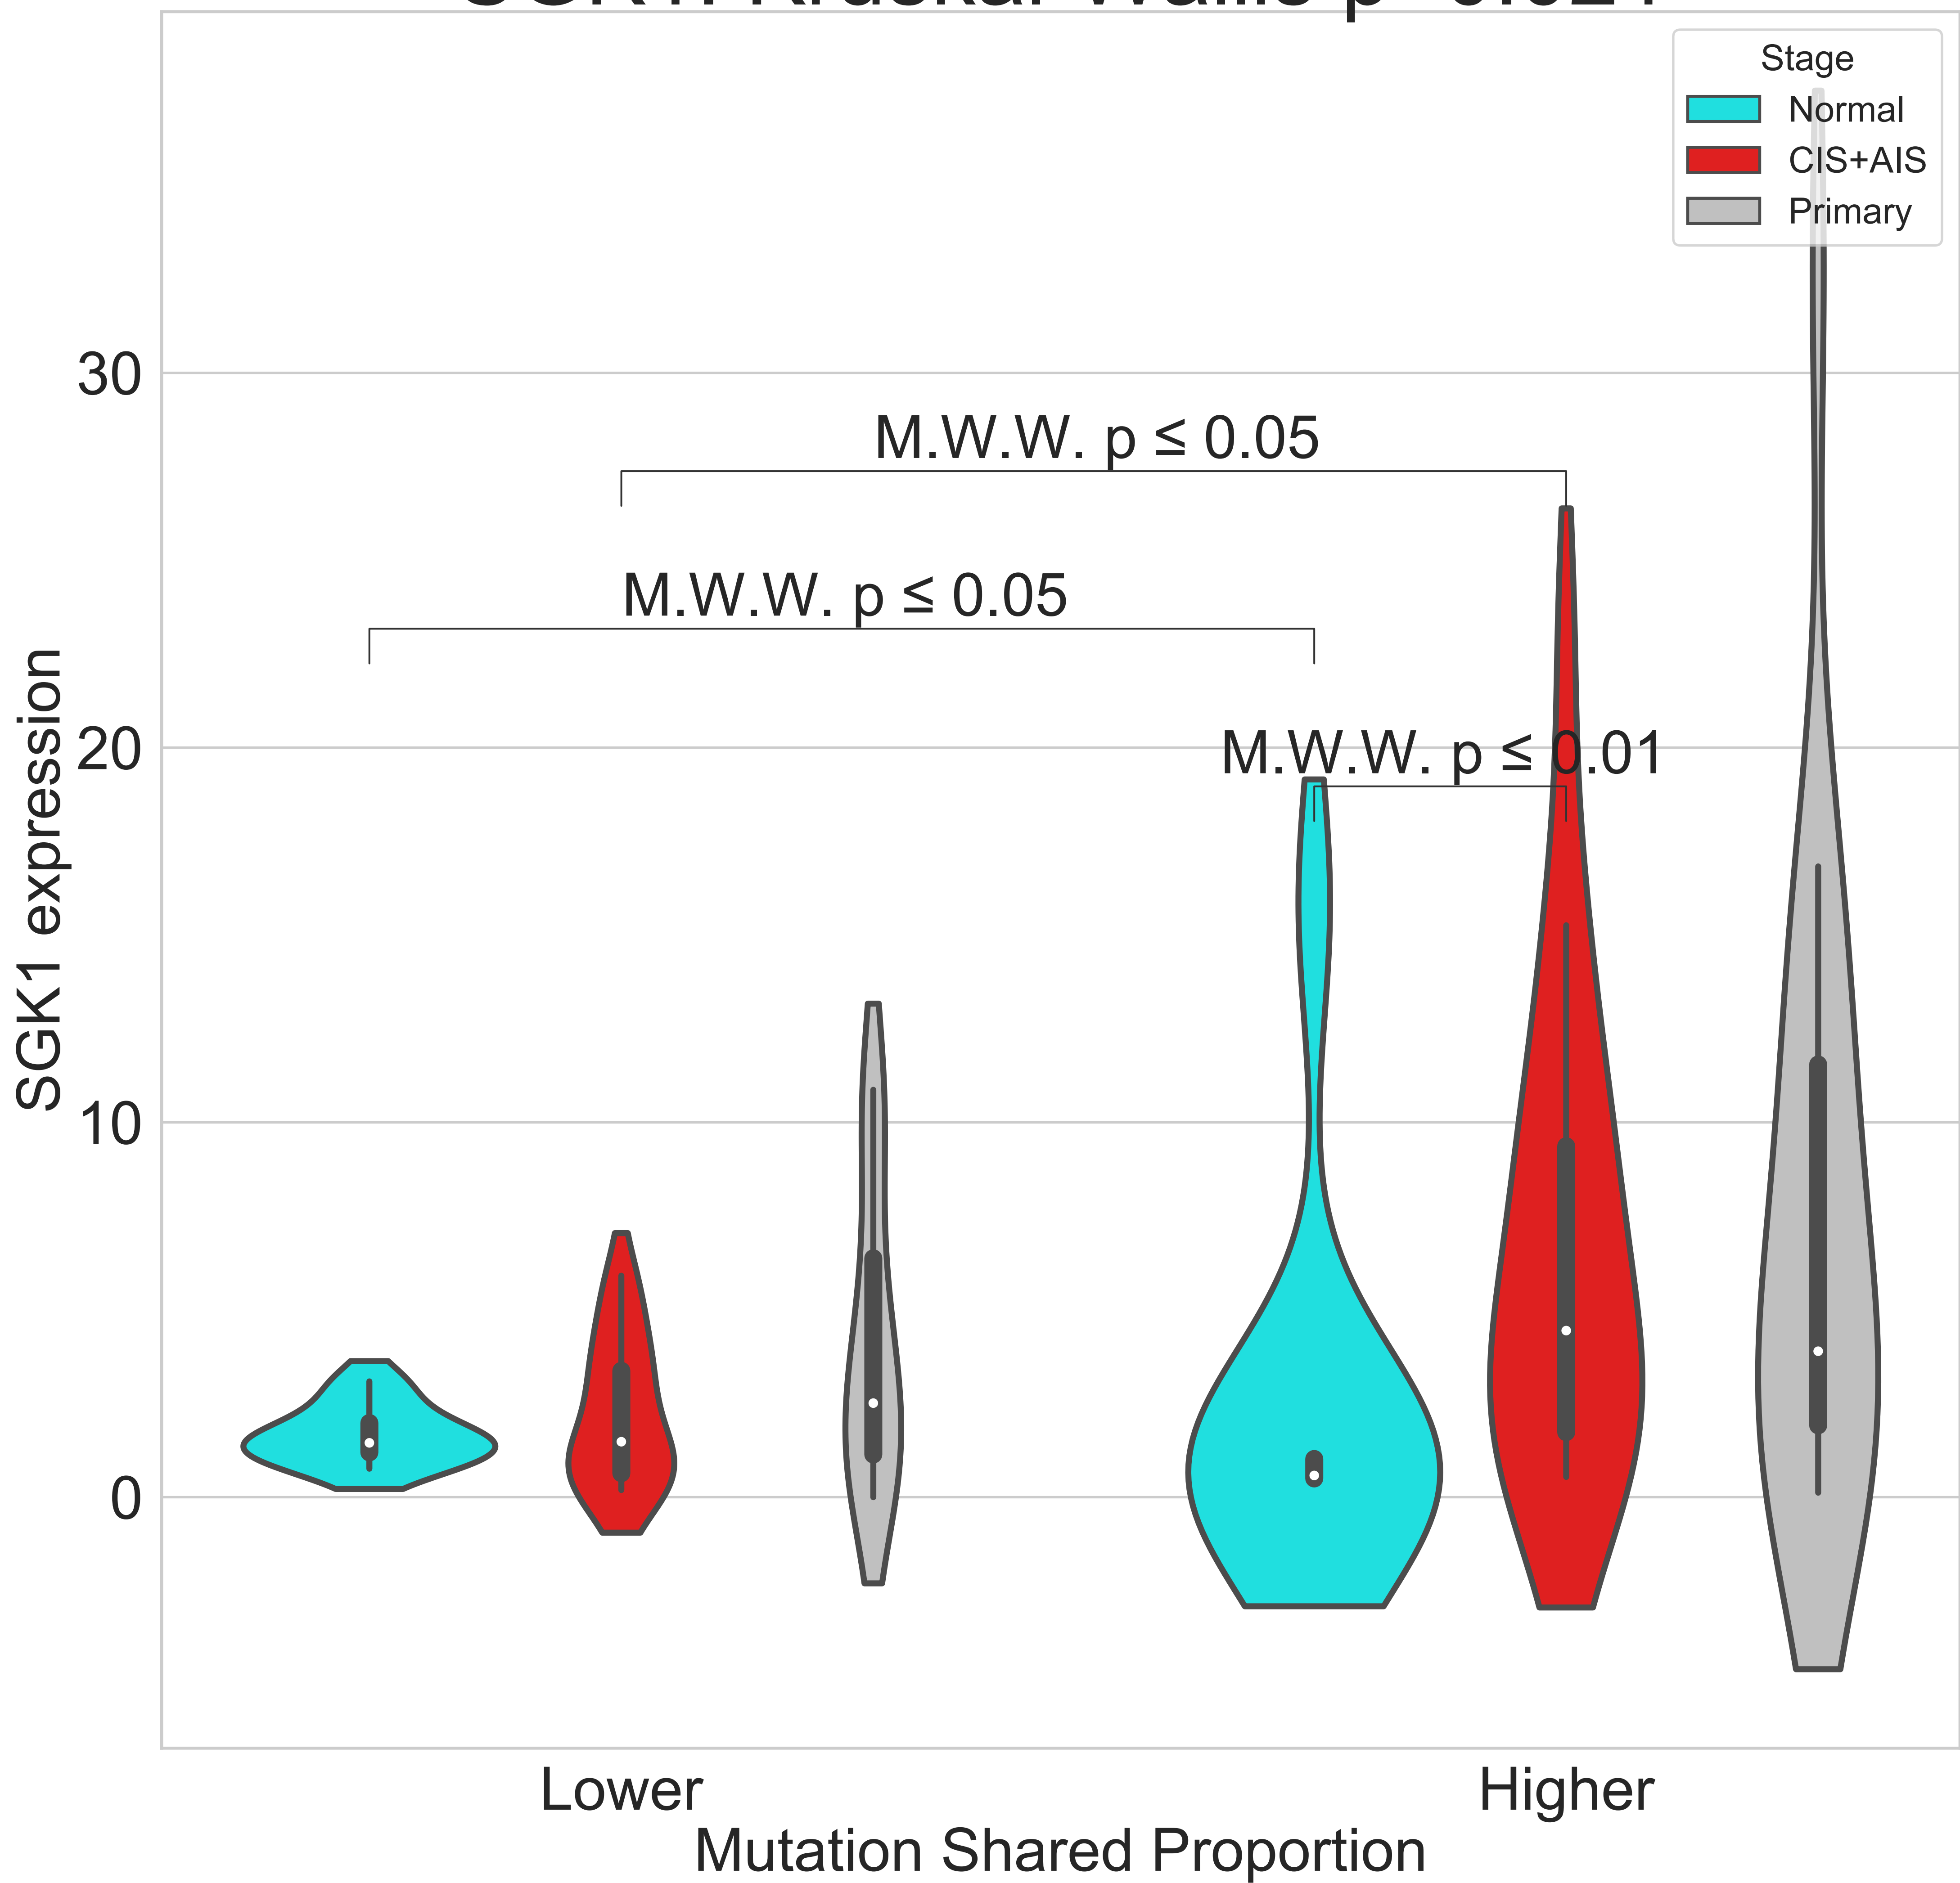 Stage
Normal
CIS+AIS
Primary
30
M.W.W. p ≤ 0.05
M.W.W. p ≤ 0.05
20
M.W.W. p ≤ 0.01
SGK1 expression
10
0
Lower
Higher
Mutation Shared Proportion